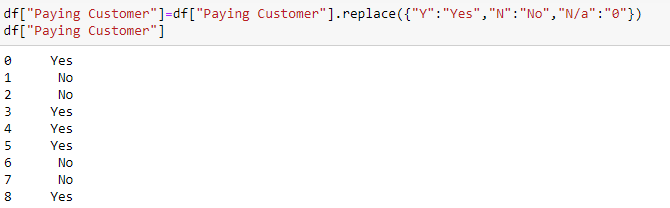 df["Paying Customer"]=df["Paying Customer"].replace({"Y":"Yes","N":"No","N/a":"0"})
df["Paying Customer"]
0 Yes
1 No
2 No
3 Yes
4 Yes
5 Yes
6 No
7 No
8 Yes